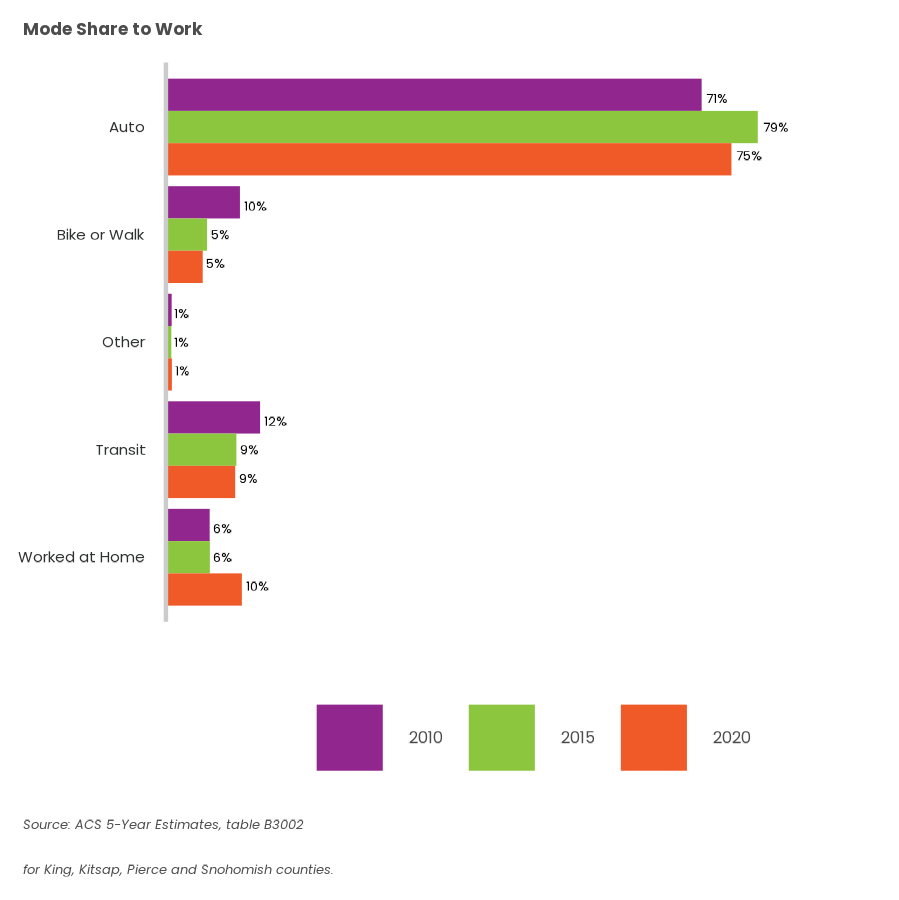 Mode Share to Work
Auto
71%
79%
75%
Bike or Walk
10%
5%
5%
Other
1%
1%
1%
Transit
12%
9%
9%
Worked at Home
6%
6%
10%
2010 2015 2020
Source: ACS 5-Year Estimates, table B3002
for King, Kitsap, Pierce and Snohomish counties.